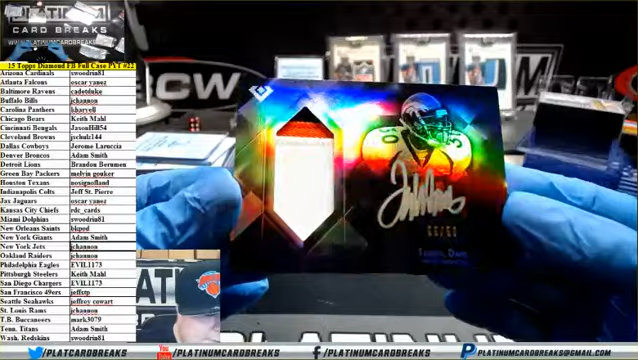 PLATINUM
CARD BREAKS
WWW.PLATINUMCARDBREAKS
15 Topps Diamond FB Full Case PYT #22
Arizona Cardinals swoodrin81
Atlanta Falcons oscar yanez
Baltimore Ravens cadetduke
Buffalo Bills jchannon
Carolina Panthers kharvell
Chicago Bears Keith Mahl
Cincinnati Bengals JasonHill54
Cleveland Browns jschulz144
Dallas Cowboys Jerome Laruccia
Denver Broncos Adam Smith
Detroit Lions Brandon Bermnen
Green Bay Packers melvin gouker
Houston Texans nosignofland
Indianapolis Colts Jeff St. Pierre
Jax Jaguars oscar yanez
Kansas City Chiefs rdc_cards
Miami Dolphins swoodrin81
New Orleans Saints bkped
New York Giants Adam Smith
New York Jets jchannon
Oakland Raiders jchannon
Philadelphia Eagles EVIL1173
Pittsburgh Steelers Keith Mahl
San Diego Chargers EVIL1173
San Francisco 49ers jeffstp
Seattle Seahawks jeffrey cowart
St. Louis Rams jchannon
T.B. Buccaneers mark3079
Tenn. Titans Adam Smith
Wash. Redskins swoodrin81
BCW
/PLATCARDBREAKS
/PLATINUMCARDBREAKS
/PLATINUMCARDBREAKS
PLATINUMCARDBREAKS@GMAIL.COM